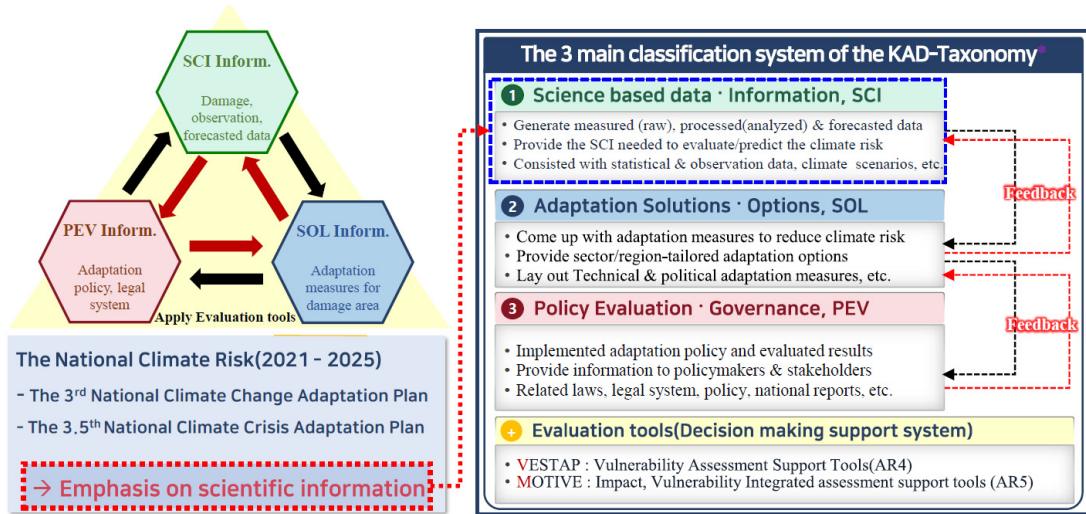 SCI Inform.
Damage,
observation,
forecasted data
PEV Inform.
Adaptation
policy, legal
system
SOL Inform.
Adaptation
measures for
damage area
Apply Evaluation tools
The National Climate Risk(2021 - 2025)
- The 3rd National Climate Change Adaptation Plan
- The 3.5th National Climate Crisis Adaptation Plan
→ Emphasis on scientific information
The 3 main classification system of the KAD-Taxonomy*
1 Science based data · Information, SCI
• Generate measured (raw), processed(analyzed) & forecasted data
• Provide the SCI needed to evaluate/predict the climate risk
• Consisted with statistical & observation data, climate scenarios, etc.
Feedback
2 Adaptation Solutions · Options, SOL
• Come up with adaptation measures to reduce climate risk
• Provide sector/region-tailored adaptation options
• Lay out Technical & political adaptation measures, etc.
3 Policy Evaluation · Governance, PEV
Feedback
• Implemented adaptation policy and evaluated results
• Provide information to policymakers & stakeholders
• Related laws, legal system, policy, national reports, etc.
+ Evaluation tools(Decision making support system)
• VESTAP : Vulnerability Assessment Support Tools(AR4)
• MOTIVE : Impact, Vulnerability Integrated assessment support tools (AR5)